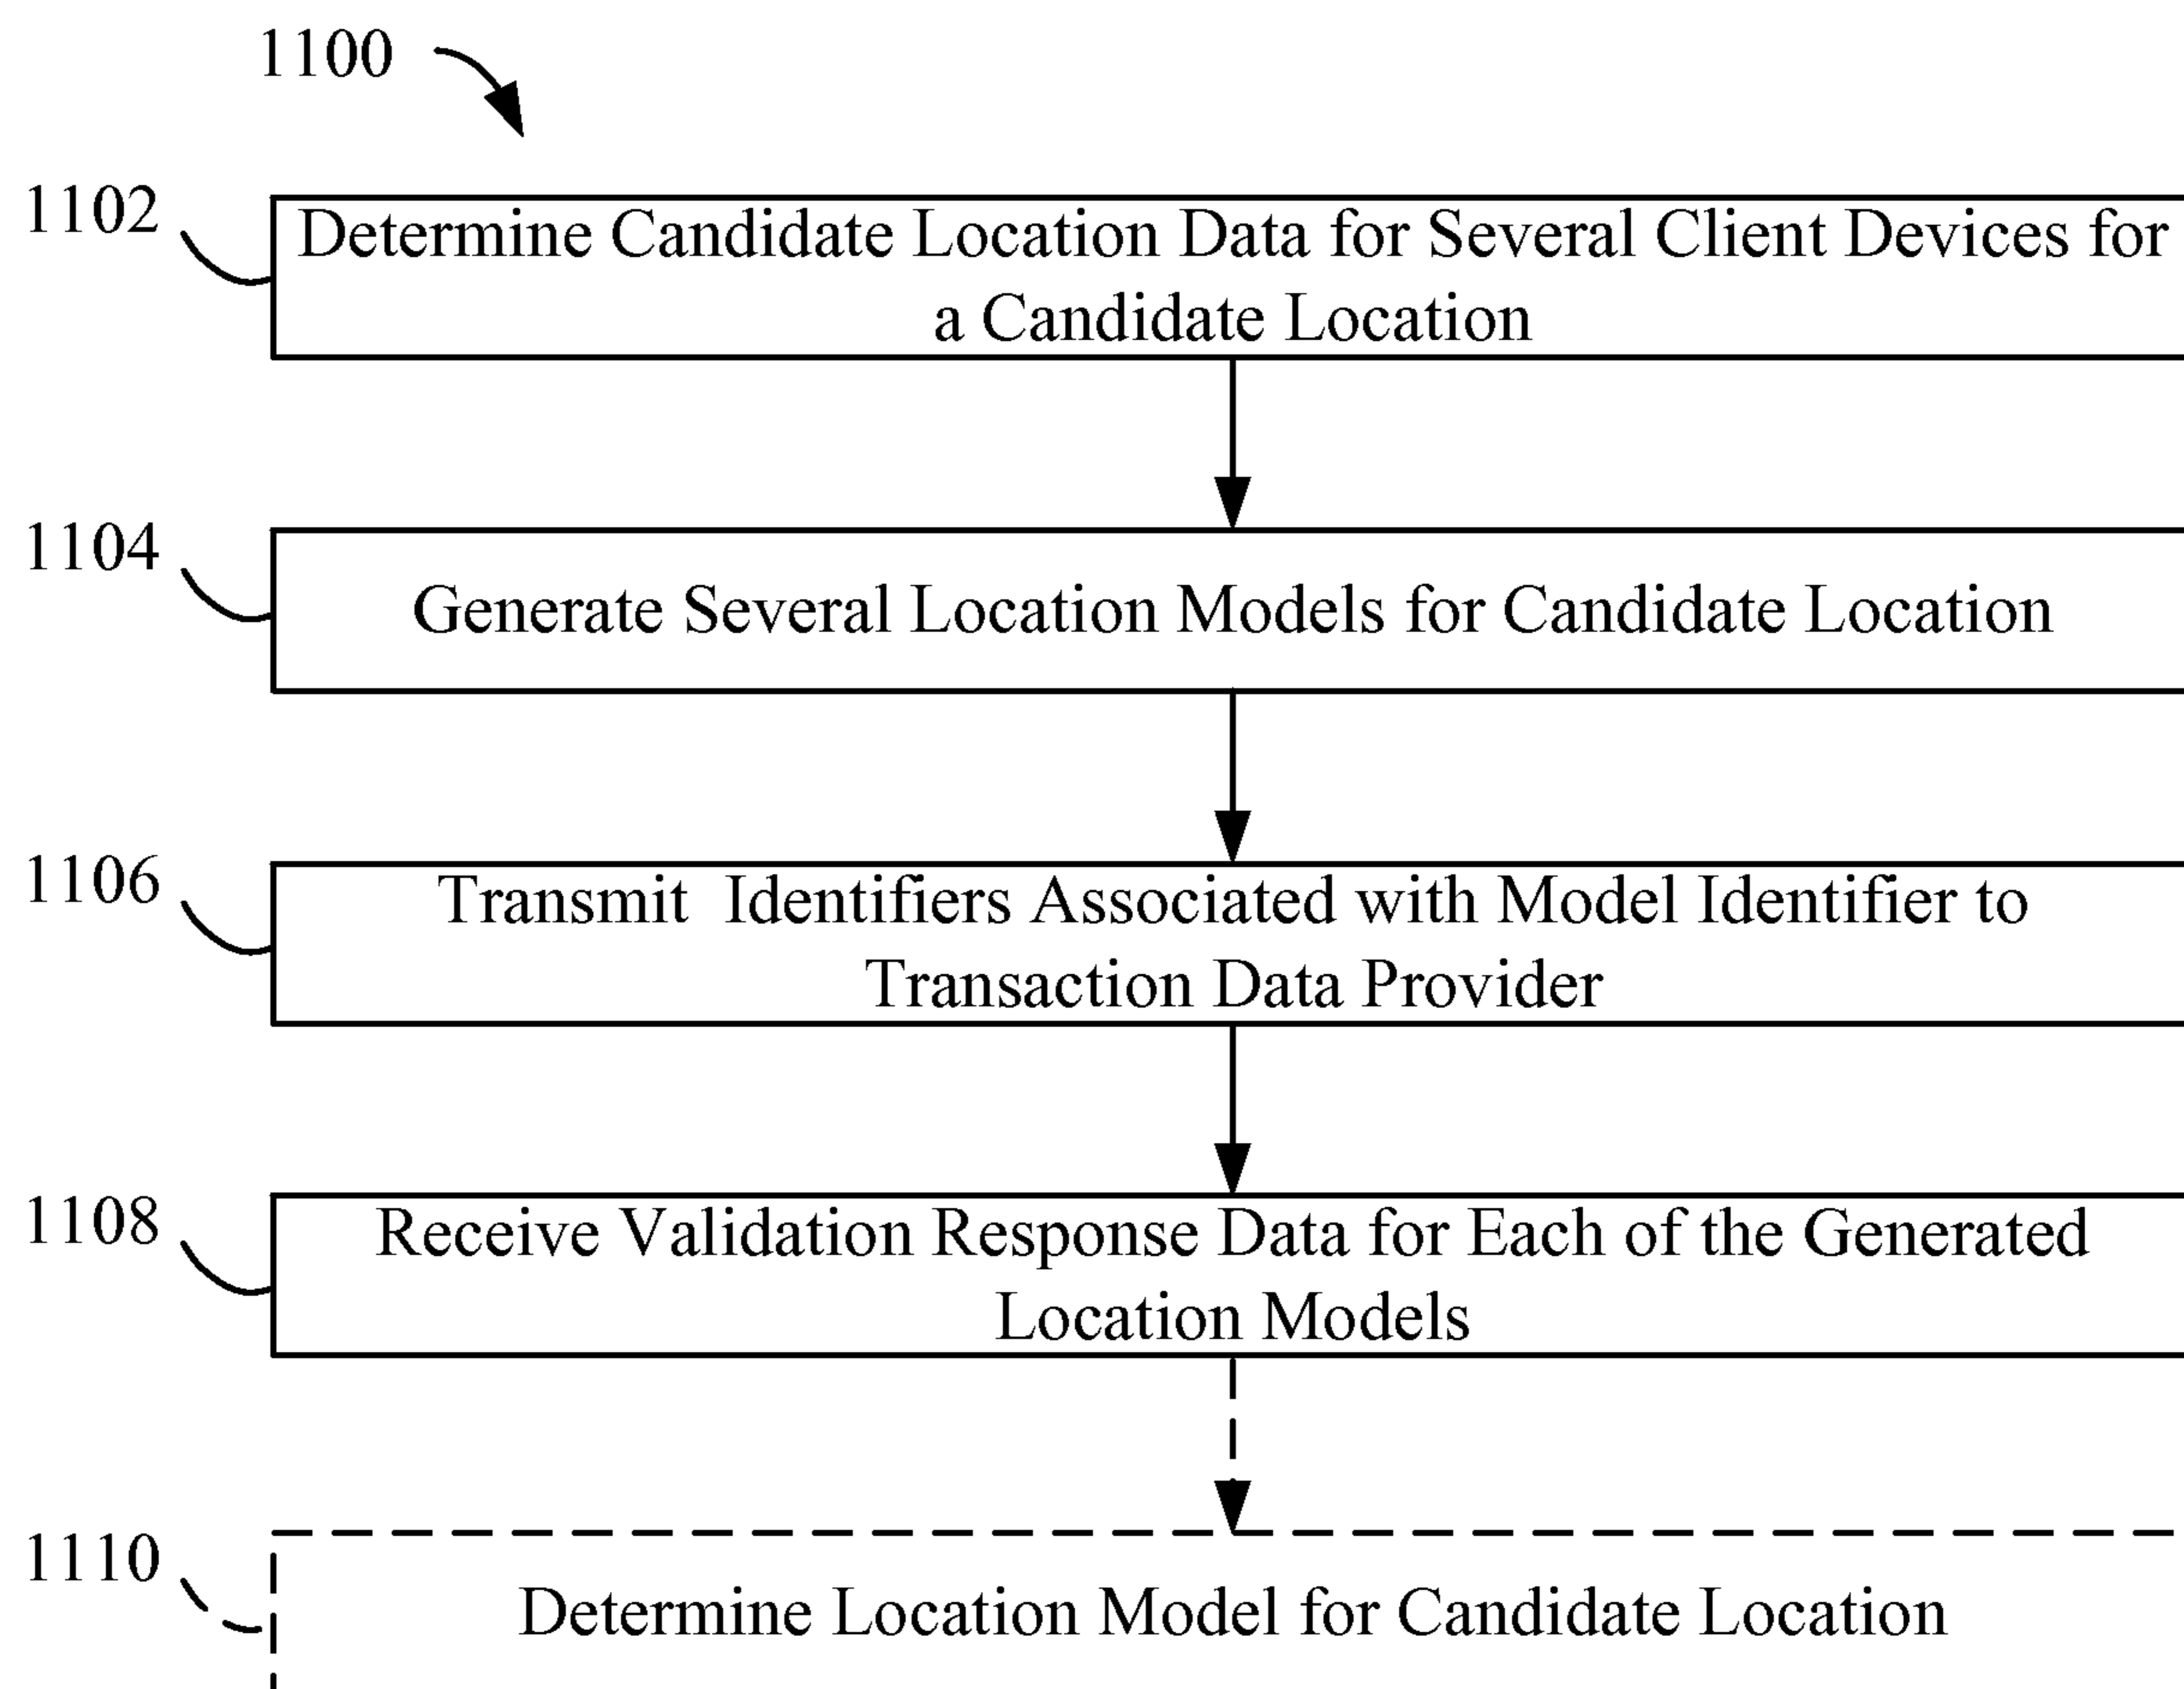 1100
1102
Determine Candidate Location Data for Several Client Devices for
a Candidate Location
1104
Generate Several Location Models for Candidate Location
1106
Transmit Identifiers Associated with Model Identifier to
Transaction Data Provider
1108
Receive Validation Response Data for Each of the Generated
Location Models
1110
Determine Location Model for Candidate Location